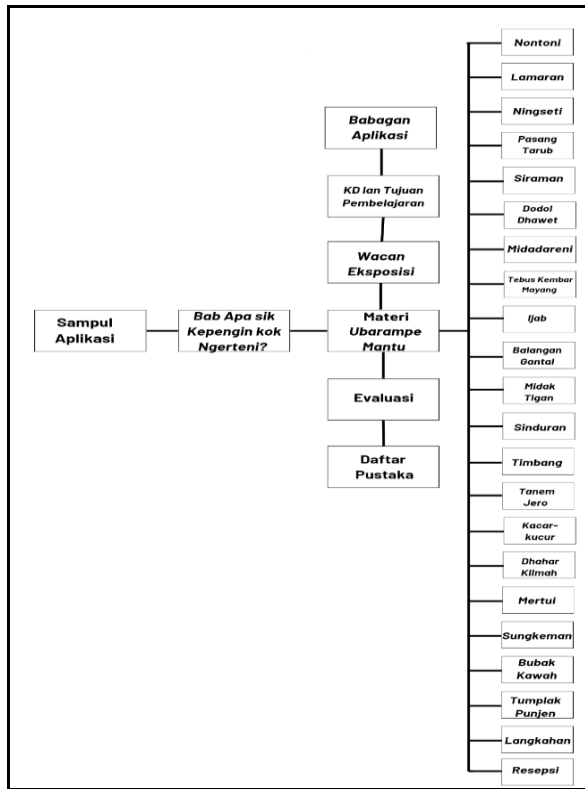 Sampul
Aplikasi
Bab Apa sik
Kepengin kok
Ngerteni?
Babagan
Aplikasi
KD lan Tujuan
Pembelajaran
Wacan
Eksposisi
Materi
Ubarampe
Mantu
Evaluasi
Daftar
Pustaka
Nontoni
Lamaran
Ningseti
Pasang
Tarub
Siraman
Dodol
Dhawet
Midadareni
Tebus Kembar
Mayang
Ijab
Balangan
Gantal
Midak
Tigan
Sinduran
Timbang
Tanem
Jero
Kacar-
kucur
Dhahar
Klimah
Mertui
Sungkeman
Bubak
Kawah
Tumplak
Punjen
Langkahan
Resepsi